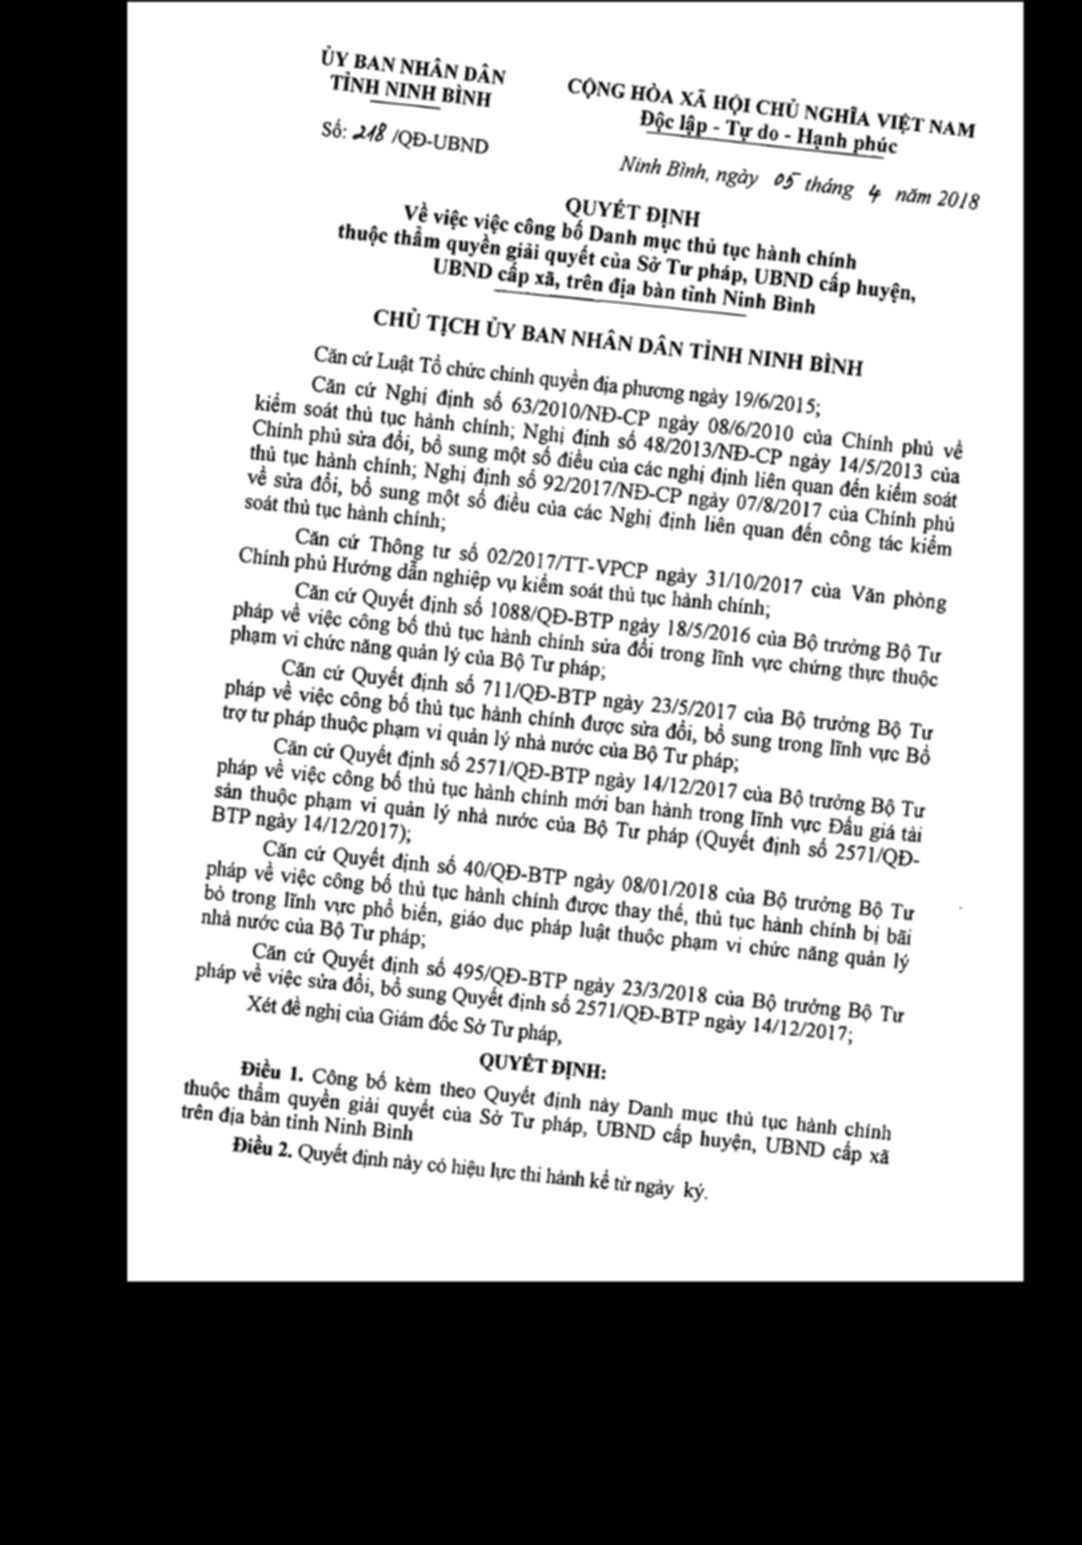 ỦY BAN NHÂN DÂN
TỈNH NINH BÌNH
Số: 218 /QĐ-UBND
CỘNG HÒA XÃ HỘI CHỦ NGHĨA VIỆT NAM
Độc lập - Tự do - Hạnh phúc
Ninh Bình, ngày 05 tháng 4 năm 2018
QUYẾT ĐỊNH
Về việc việc công bố Danh mục thủ tục hành chính
thuộc thẩm quyền giải quyết của Sở Tư pháp, UBND cấp huyện,
UBND cấp xã, trên địa bàn tỉnh Ninh Bình
CHỦ TỊCH ỦY BAN NHÂN DÂN TỈNH NINH BÌNH
Căn cứ Luật Tổ chức chính quyền địa phương ngày 19/6/2015;
Căn cứ Nghị định số 63/2010/NĐ-CP ngày 08/6/2010 của Chính phủ về
kiểm soát thủ tục hành chính; Nghị định số 48/2013/NĐ-CP ngày 14/5/2013 của
Chính phủ sửa đổi, bổ sung một số điều của các nghị định liên quan đến kiểm soát
thủ tục hành chính; Nghị định số 92/2017/NĐ-CP ngày 07/8/2017 của Chính phủ
về sửa đổi, bổ sung một số điều của các Nghị định liên quan đến công tác kiểm
soát thủ tục hành chính;
Căn cứ Thông tư số 02/2017/TT-VPCP ngày 31/10/2017 của Văn phòng
Chính phủ Hướng dẫn nghiệp vụ kiểm soát thủ tục hành chính;
Căn cứ Quyết định số 1088/QĐ-BTP ngày 18/5/2016 của Bộ trưởng Bộ Tư
pháp về việc công bố thủ tục hành chính sửa đổi trong lĩnh vực chứng thực thuộc
phạm vi chức năng quản lý của Bộ Tư pháp;
Căn cứ Quyết định số 711/QĐ-BTP ngày 23/5/2017 của Bộ trưởng Bộ Tư
pháp về việc công bố thủ tục hành chính được sửa đổi, bổ sung trong lĩnh vực Bổ
trợ tư pháp thuộc phạm vi quản lý nhà nước của Bộ Tư pháp;
Căn cứ Quyết định số 2571/QĐ-BTP ngày 14/12/2017 của Bộ trưởng Bộ Tư
pháp về việc công bố thủ tục hành chính mới ban hành trong lĩnh vực Đấu giá tài
sản thuộc phạm vi quản lý nhà nước của Bộ Tư pháp (Quyết định số 2571/QĐ-
BTP ngày 14/12/2017);
Căn cứ Quyết định số 40/QĐ-BTP ngày 08/01/2018 của Bộ trưởng Bộ Tư
pháp về việc công bố thủ tục hành chính được thay thế, thủ tục hành chính bị bãi
bỏ trong lĩnh vực phổ biến, giáo dục pháp luật thuộc phạm vi chức năng quản lý
nhà nước của Bộ Tư pháp;
Căn cứ Quyết định số 495/QĐ-BTP ngày 23/3/2018 của Bộ trưởng Bộ Tư
pháp về việc sửa đổi, bổ sung Quyết định số 2571/QĐ-BTP ngày 14/12/2017;
Xét đề nghị của Giám đốc Sở Tư pháp,
QUYẾT ĐỊNH:
Điều 1. Công bố kèm theo Quyết định này Danh mục thủ tục hành chính
thuộc thẩm quyền giải quyết của Sở Tư pháp, UBND cấp huyện, UBND cấp xã
trên địa bàn tỉnh Ninh Bình
Điều 2. Quyết định này có hiệu lực thi hành kể từ ngày ký.